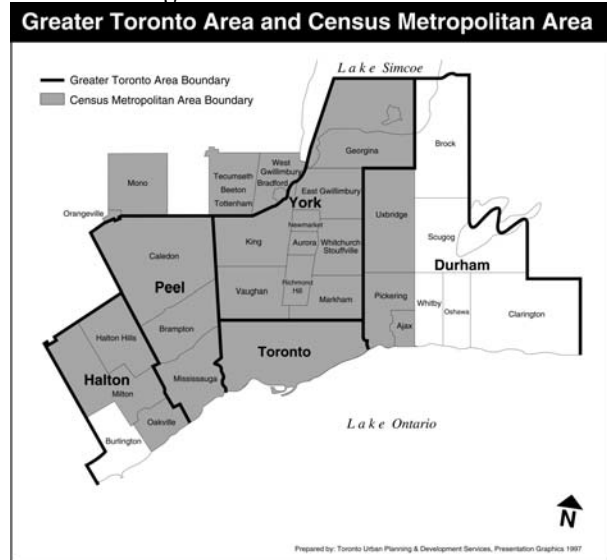 Greater Toronto Area and Census Metropolitan Area
Lake Simcoe
Greater Toronto Area Boundary
Census Metropolitan Area Boundary
Georgina
Brock
Mono
Tecumseth
Beeton
Tottenham
West
Gwillimbury
Bradford
East Gwillimbury
York
Orangeville
Uxbridge
Scugog
Newmarket
King
Aurora
Whitchurch
Stouffville
Durham
Caledon
Peel
Vaughan
Richmond
Hill
Markham
Pickering
Ajax
Whitby
Oshawa
Clarington
Brampton
Halton Hills
Toronto
Halton
Milton
Mississauga
Oakville
Burlington
Lake Ontario
N
Prepared by: Toronto Urban Planning & Development Services, Presentation Graphics 1997